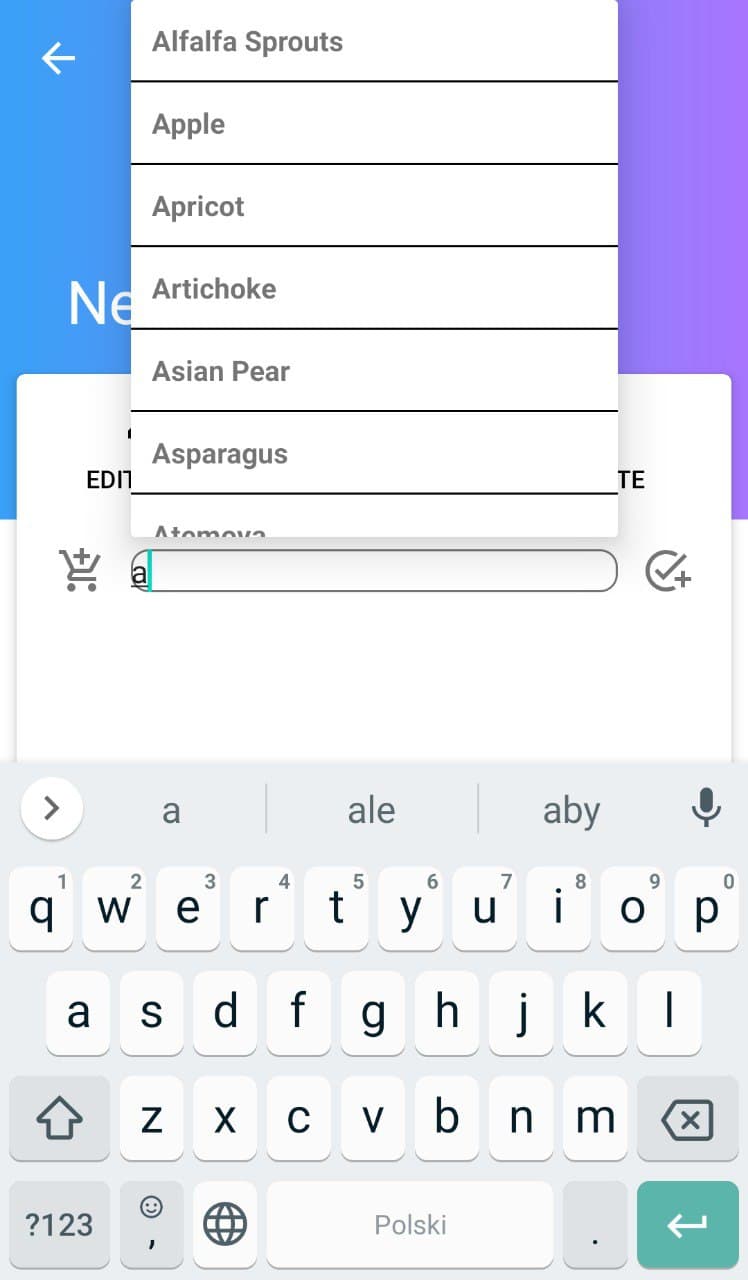 Alfalfa Sprouts
Apple
Apricot
Artichoke
Asian Pear
Asparagus
Atemoya
Ne
EDIT
TE
a
a ale aby
1 2 3 4 5 6 7 8 9 0
q w e r t y u i o p
a s d f g h j k l
z x c v b n m
?123 , Polski .